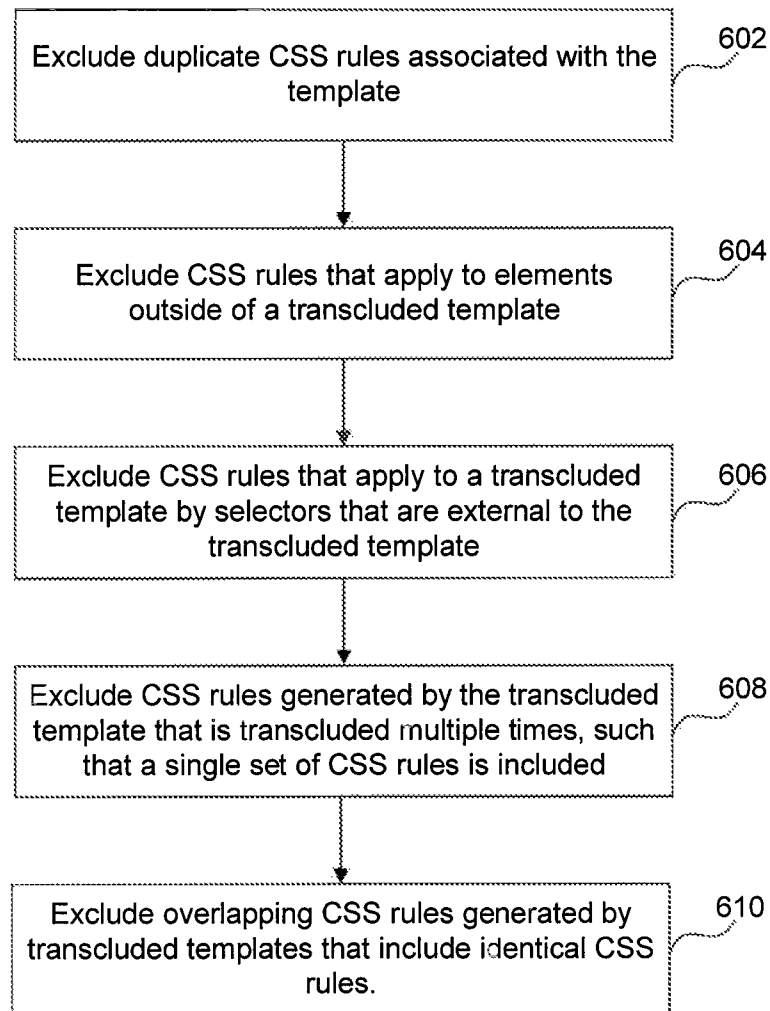 Exclude duplicate CSS rules associated with the
template
602
Exclude CSS rules that apply to elements
outside of a transcluded template
604
Exclude CSS rules that apply to a transcluded
template by selectors that are external to the
transcluded template
606
Exclude CSS rules generated by the transcluded
template that is transcluded multiple times, such
that a single set of CSS rules is included
608
Exclude overlapping CSS rules generated by
transcluded templates that include identical CSS
rules.
610